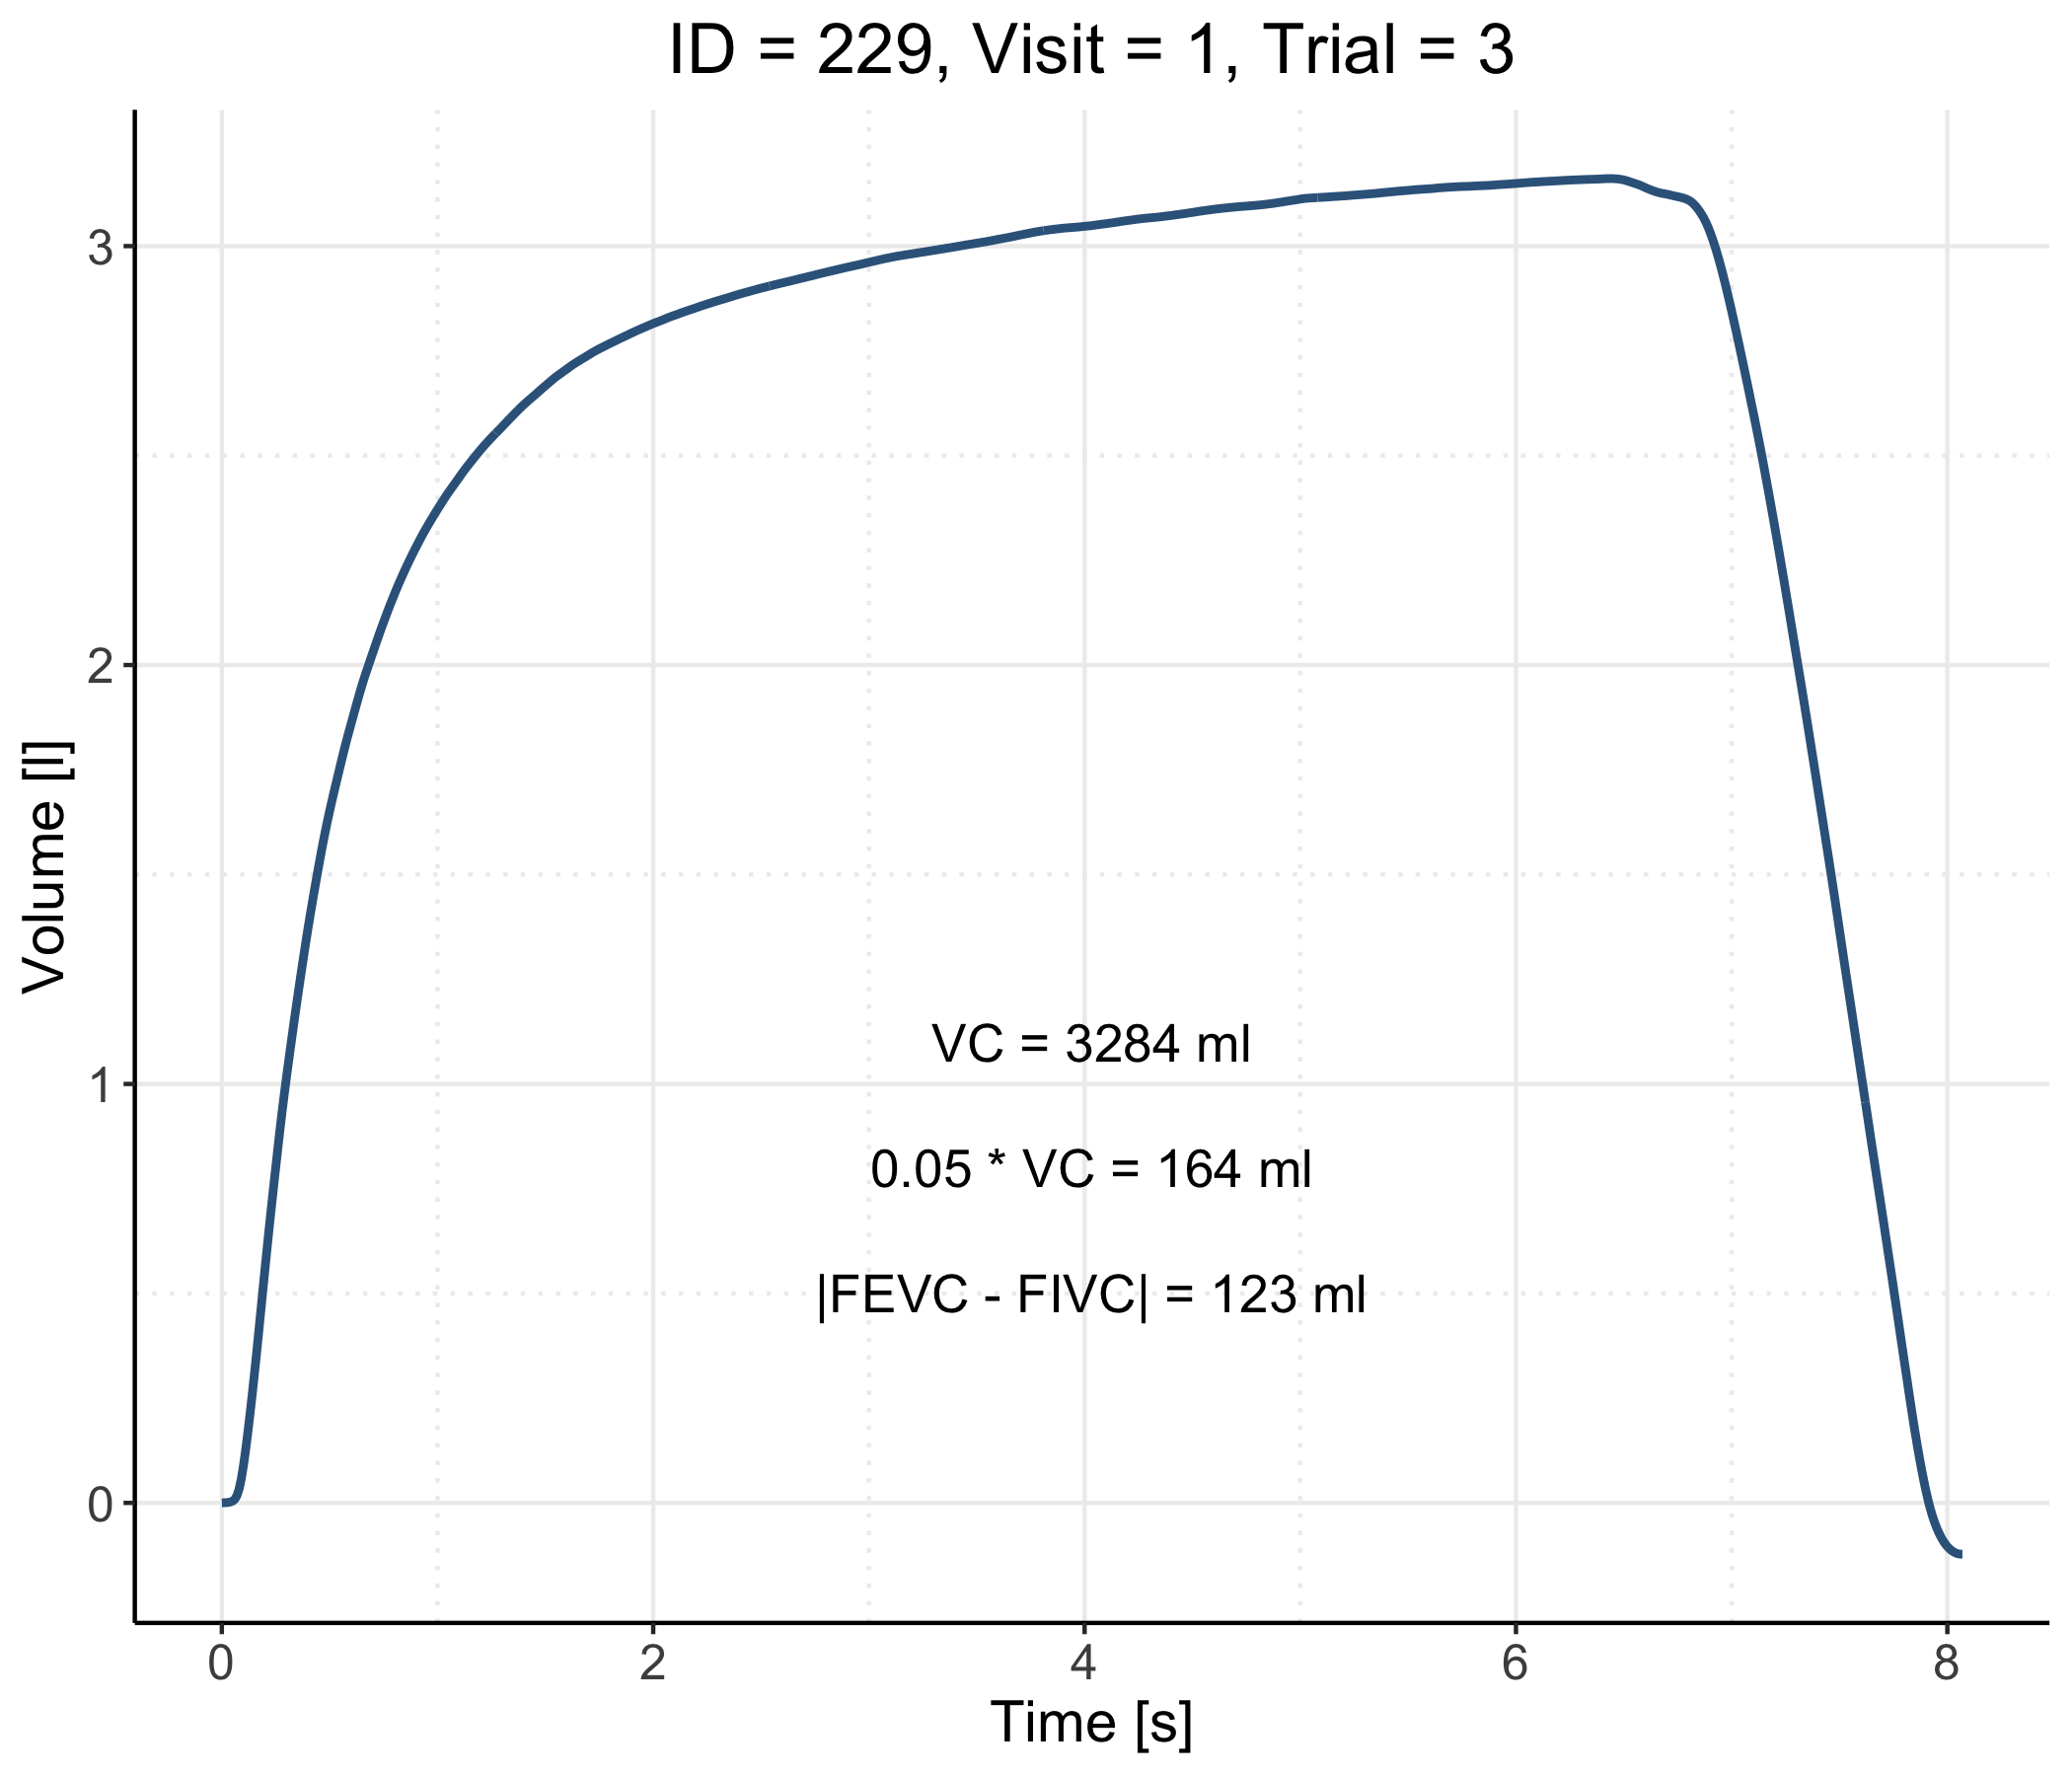 ID = 229, Visit = 1, Trial = 3
3
2
1
0
Volume [l]
VC = 3284 ml
0.05 * VC = 164 ml
|FEVC - FIVC| = 123 ml
0 2 4 6 8
Time [s]